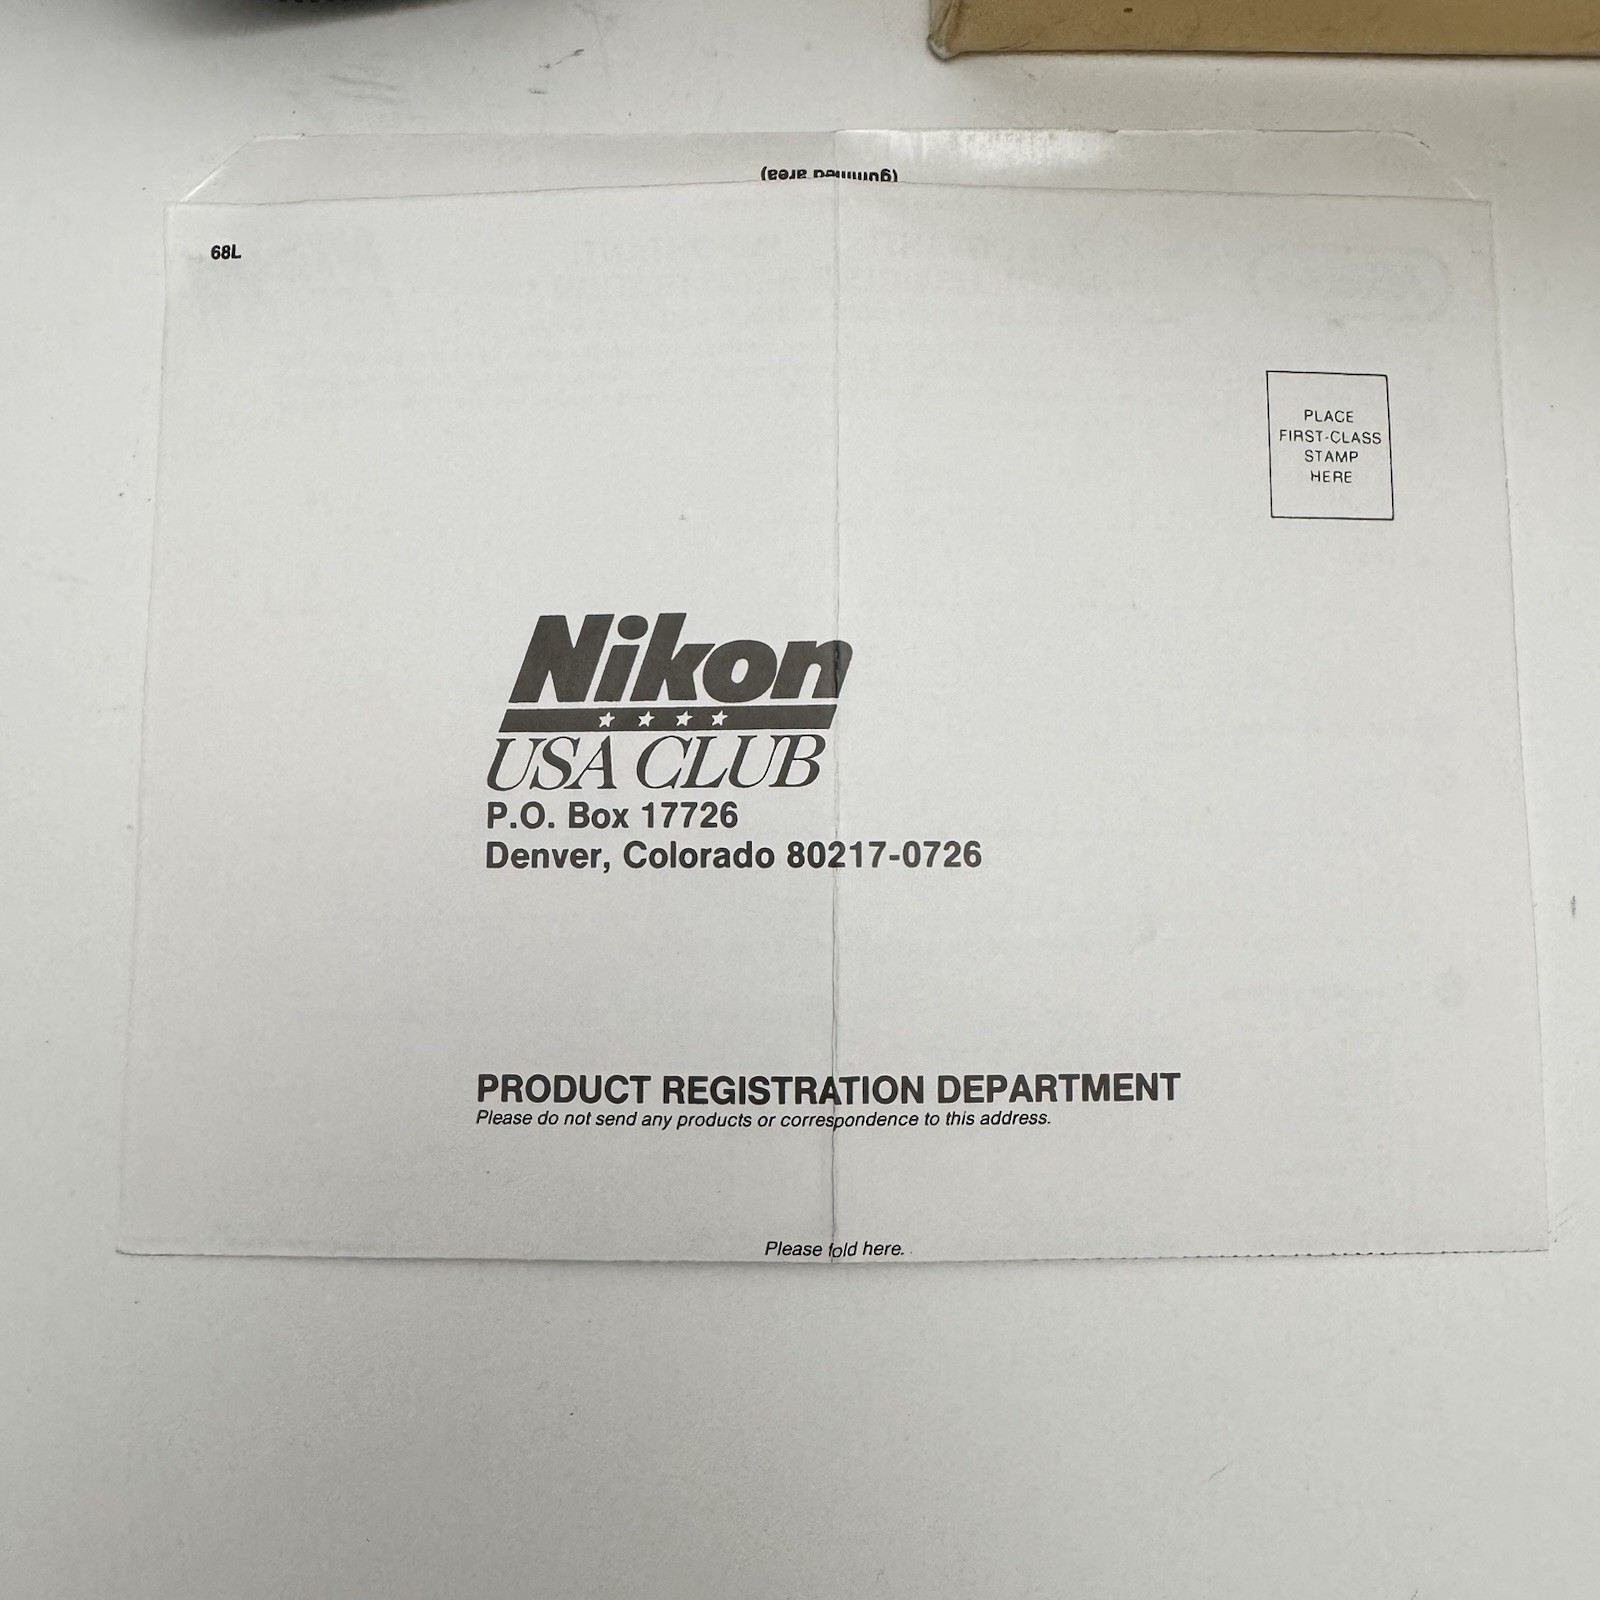 (gummed area)
68L
PLACE
FIRST-CLASS
STAMP
HERE
Nikon
USA CLUB
P.O. Box 17726
Denver, Colorado 80217-0726
PRODUCT REGISTRATION DEPARTMENT
Please do not send any products or correspondence to this address.
Please fold here.